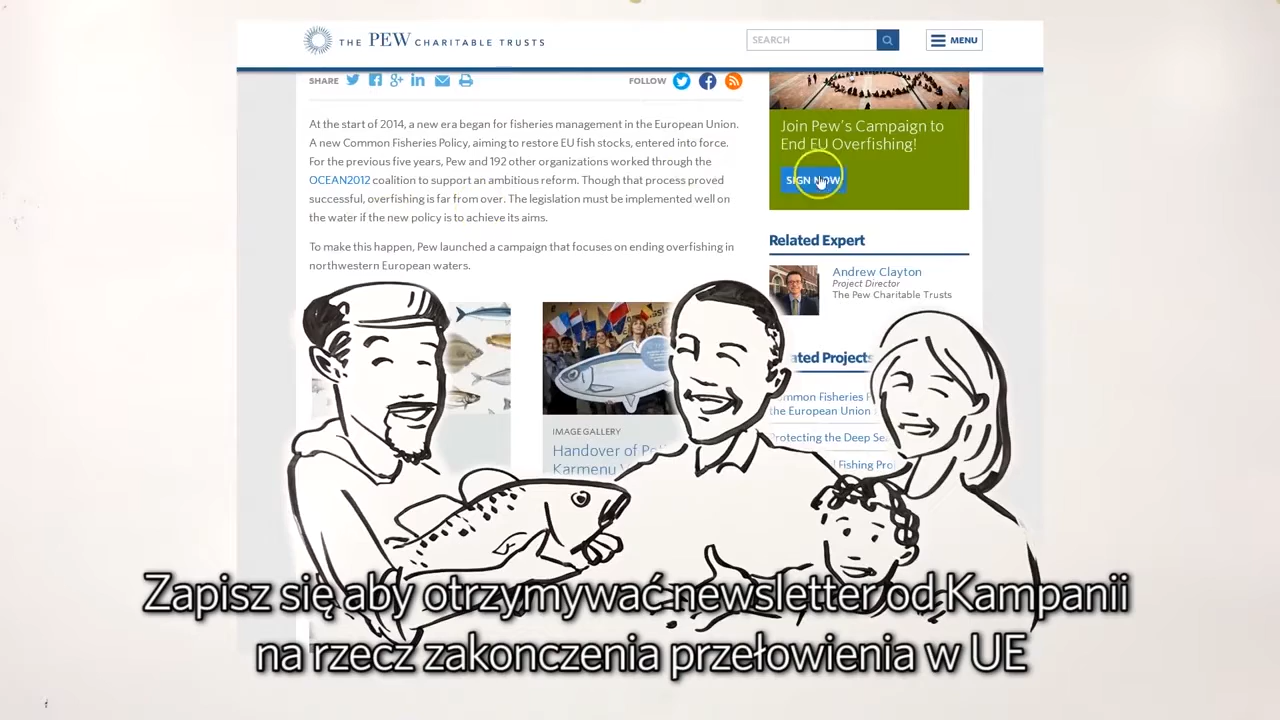 THE PEW CHARITABLE TRUSTS
SEARCH
MENU
SHARE
FOLLOW
At the start of 2014, a new era began for fisheries management in the European Union.
A new Common Fisheries Policy, aiming to restore EU fish stocks, entered into force.
For the previous five years, Pew and 192 other organizations worked through the
OCEAN2012 coalition to support an ambitious reform. Though that process proved
successful, overfishing is far from over. The legislation must be implemented well on
the water if the new policy is to achieve its aims.
To make this happen, Pew launched a campaign that focuses on ending overfishing in
northwestern European waters.
IMAGE GALLERY
Handover of
Karmenu
Join Pew's Campaign to
End EU Overfishing!
SIGN NOW
Related Expert
Andrew Clayton
Project Director
The Pew Charitable Trusts
Projects
Fisheries
the European Union
Protecting the Deep
Fishing
Zapisz się aby otrzymywać newsletter od Kampanii
na rzecz zakonczenia przełowienia w UE